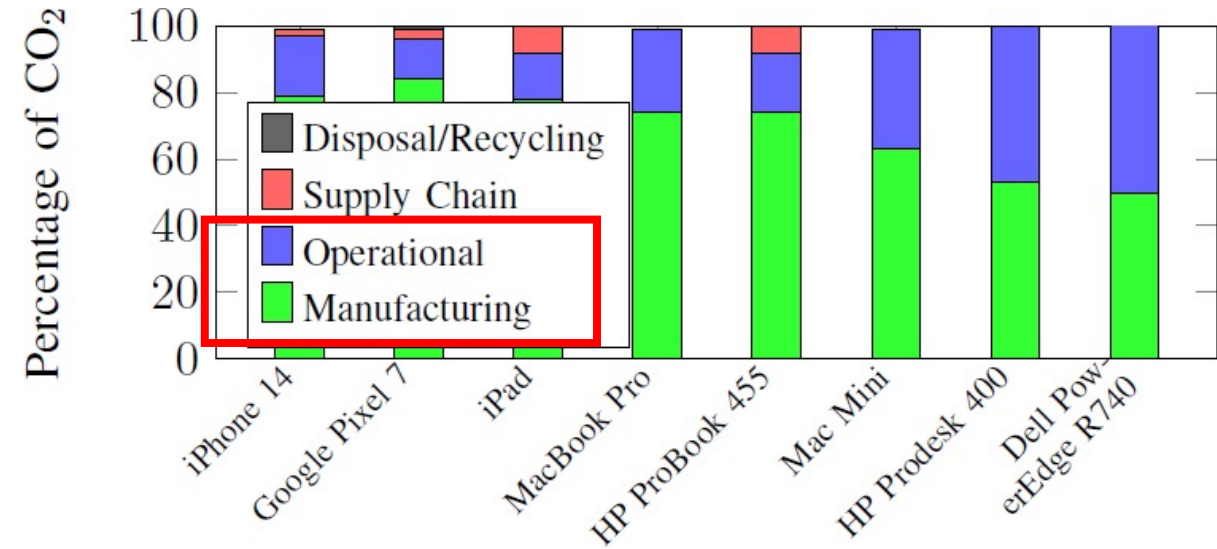 Percentage of CO2
100
80
60
40
20
0
Disposal/Recycling
Supply Chain
Operational
Manufacturing
iPhone 14
Google Pixel 7
iPad
MacBook Pro
HP ProBook 455
Mac Mini
HP Prodesk 400
Dell Pow-
erEdge R740